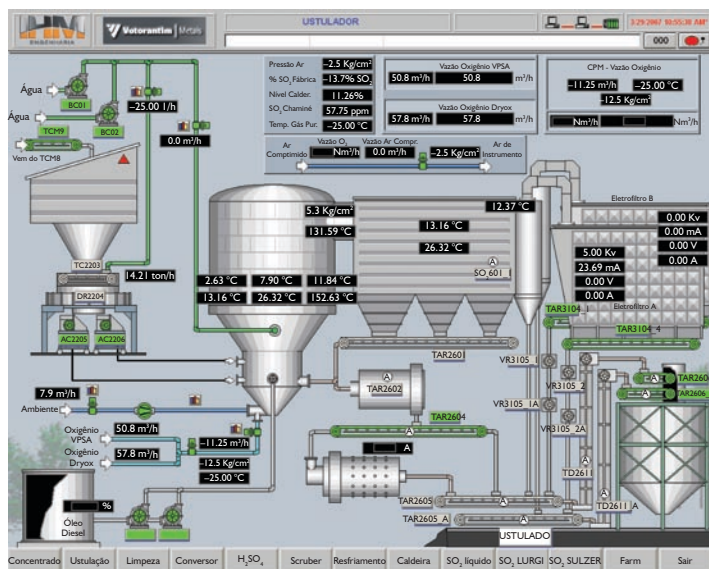 IHM
ENGENHARIA
Votorantim | Metais
USTULADOR
3/29/2007 10:55:38 AM
000
Pressão Ar -2.5 Kg/cm²
% SO₂ Fábrica -13.7% SO₂
Nivel Calder. 11.26%
SO₂ Chaminé 57.75 ppm
Temp. Gás Pur. -25.00 °C
Vazão Oxigênio VPSA
50.8 m³/h 50.8 m³/h
Vazão Oxigênio Dryox
57.8 m³/h 57.8 m³/h
CPM - Vazão Oxigênio
-11.25 m³/h -25.00 °C
-12.5 Kg/cm²
Nm³/h Nm³/h
Ar Comprimido
Vazão O₂
Nm³/h
Vazão Ar Compr.
0.0 m³/h
-2.5 Kg/cm²
Ar de Instrumento
Água
BC01
Água
BC02
-25.00 l/h
0.0 m³/h
TCM9
Vem do TCM8
TC2203
14.21 ton/h
DR2204
AC2205
AC2206
5.3 Kg/cm²
131.59 °C
2.63 °C 7.90 °C 11.84 °C
13.16 °C 26.32 °C 152.63 °C
13.16 °C
26.32 °C
A
SO₂601_1
12.37 °C
Eletrofiltro B
0.00 Kv
0.00 mA
0.00 V
0.00 A
5.00 Kv
23.69 mA
0.00 V
0.00 A
Eletrofiltro A
TAR3104_1
TAR3104_4
TAR2601
VR3105_1
VR3105_2
VR3105_1A
VR3105_2A
A
TAR2602
TAR2604
A
A
A
TAR2606
A
TD2611
A
TD2611_A
A
A
TAR2605
A
TAR2605_A
A
USTULADO
7.9 m³/h
Ambiente
Oxigênio VPSA
50.8 m³/h
Oxigênio Dryox
57.8 m³/h
-11.25 m³/h
-12.5 Kg/cm²
-25.00 °C
%
Óleo
Diesel
Concentrado Ustulação Limpeza Conversor H₂SO₄ Scruber Resfriamento Caldeira SO₂ líquido SO₂ LURGI SO₂ SULZER Farm Sair